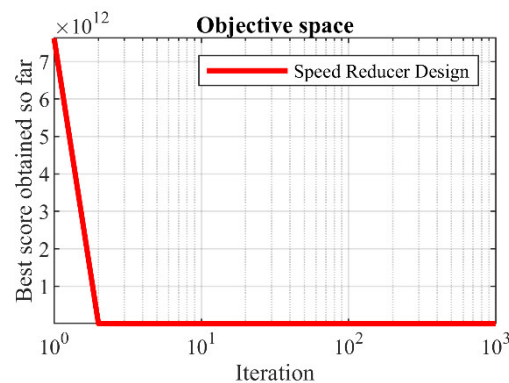 Objective space
×10^12
Speed Reducer Design
Best score obtained so far
7
6
5
4
3
2
1
10^0 10^1 10^2 10^3
Iteration